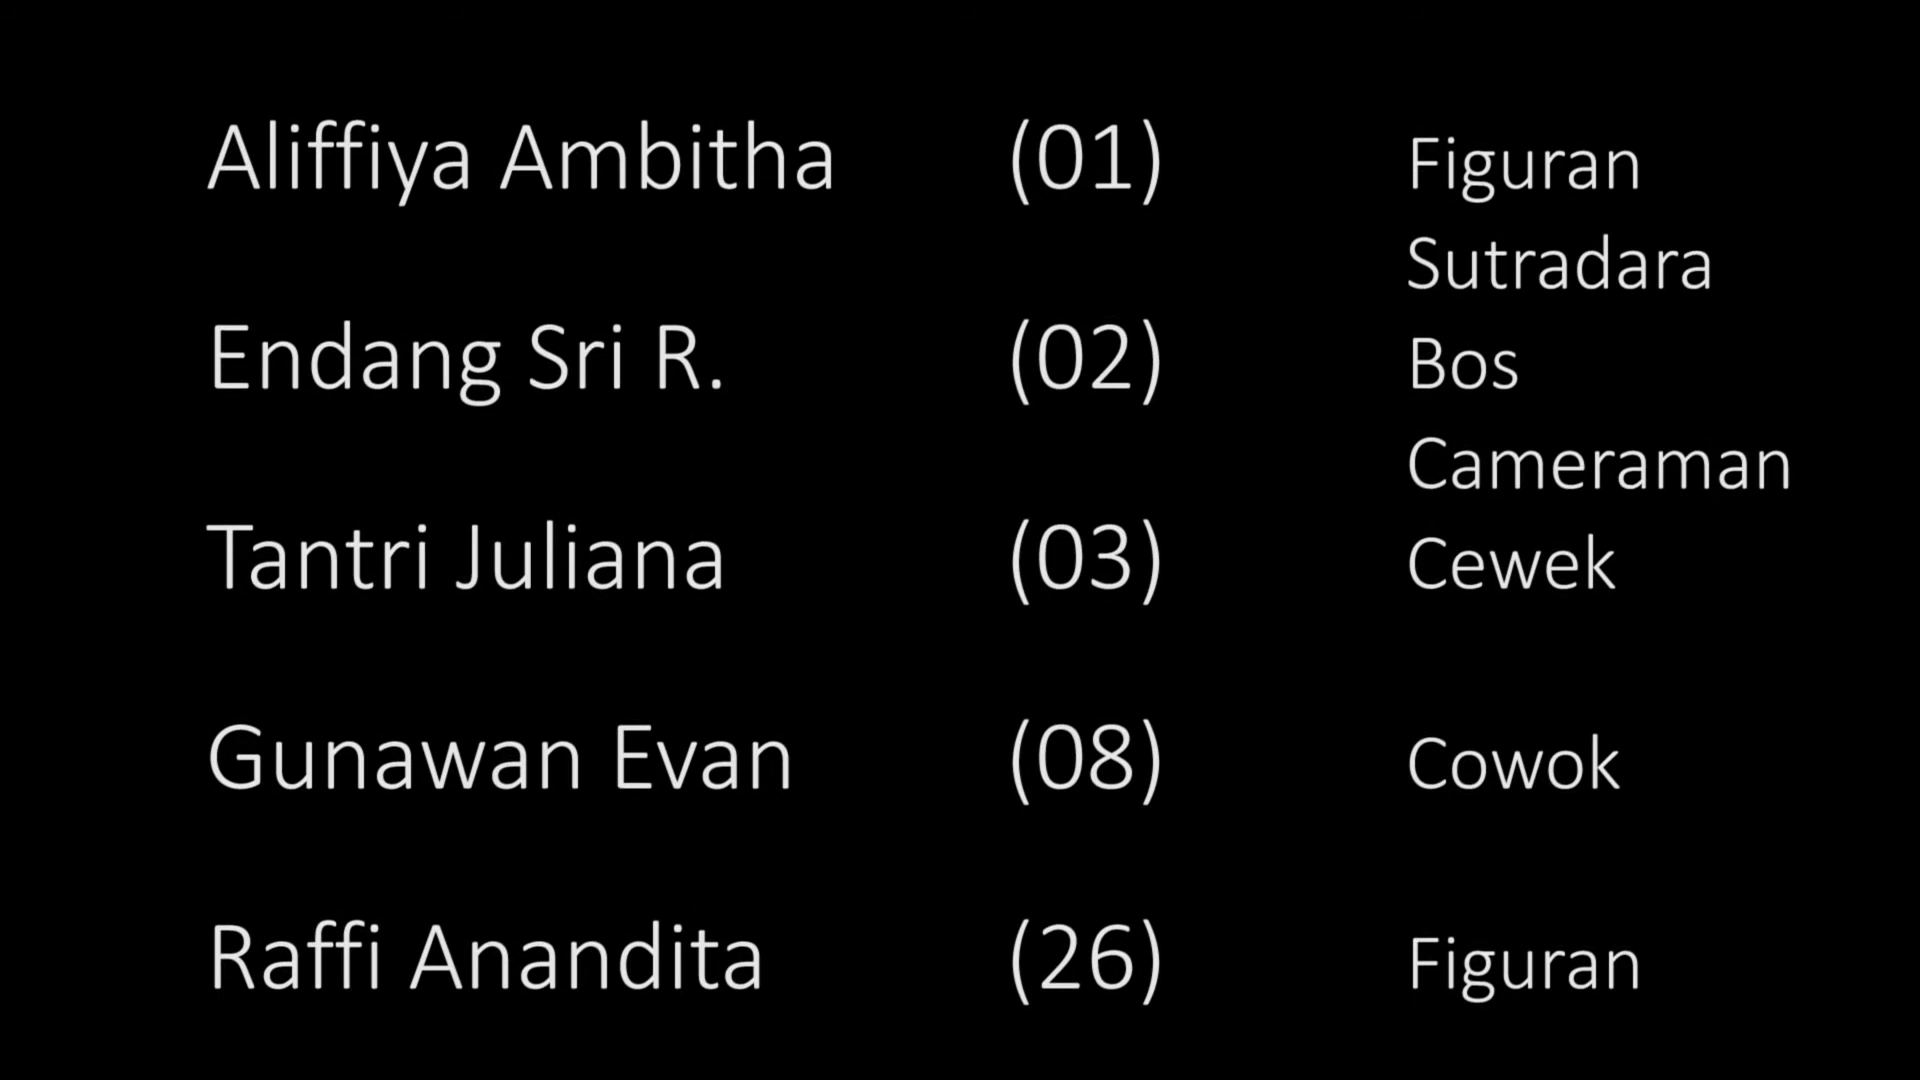 Aliffiya Ambitha (01) Figuran
Sutradara
Endang Sri R. (02) Bos
Cameraman
Tantri Juliana (03) Cewek
Gunawan Evan (08) Cowok
Raffi Anandita (26) Figuran